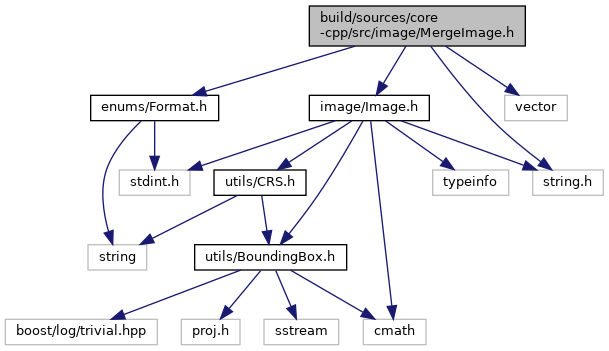 build/sources/core
-cpp/src/image/MergeImage.h
enums/Format.h
image/Image.h
vector
stdint.h
utils/CRS.h
typeinfo
string.h
string
utils/BoundingBox.h
boost/log/trivial.hpp
proj.h
sstream
cmath